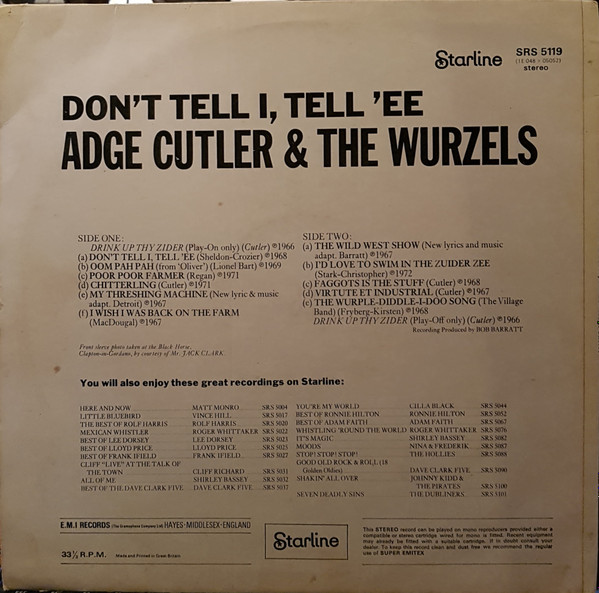 Starline
SRS 5119
(1E 048 · 05052)
stereo
DON'T TELL I, TELL 'EE
ADGE CUTLER & THE WURZELS
SIDE ONE:
DRINK UP THY ZIDER (Play-On only) (Cutler) ℗1966
(a) DON'T TELL I, TELL 'EE (Sheldon-Crozier) ℗1968
(b) OOM PAH PAH (from 'Oliver') (Lionel Bart) ℗1969
(c) POOR POOR FARMER (Regan) ℗1971
(d) CHITTERLING (Cutler) ℗1971
(e) MY THRESHING MACHINE (New lyric & music
adapt. Detroit) ℗1967
(f) I WISH I WAS BACK ON THE FARM
(MacDougal) ℗1967
SIDE TWO:
(a) THE WILD WEST SHOW (New lyrics and music
adapt. Barratt) ℗1967
(b) I'D LOVE TO SWIM IN THE ZUIDER ZEE
(Stark-Christopher) ℗1972
(c) FAGGOTS IS THE STUFF (Cutler) ℗1968
(d) VIRTUTE ET INDUSTRIAL (Cutler) ℗1967
(e) THE WURPLE-DIDDLE-I-DOO SONG (The Village
Band) (Fryberg-Kirsten) ℗1968
DRINK UP THY ZIDER (Play-Off only) (Cutler) ℗1966
Recording Produced by BOB BARRATT
Front sleeve photo taken at the Black Horse,
Clapton-in-Gordano, by courtesy of Mr. JACK CLARK.
You will also enjoy these great recordings on Starline:
HERE AND NOW MATT MONRO SRS 5004
LITTLE BLUEBIRD VINCE HILL SRS 5017
THE BEST OF ROLF HARRIS ROLF HARRIS SRS 5020
MEXICAN WHISTLER ROGER WHITTAKER SRS 5022
BEST OF LEE DORSEY LEE DORSEY SRS 5023
BEST OF LLOYD PRICE LLOYD PRICE SRS 5025
BEST OF FRANK IFIELD FRANK IFIELD SRS 5027
CLIFF "LIVE" AT THE TALK OF
THE TOWN CLIFF RICHARD SRS 5031
ALL OF ME SHIRLEY BASSEY SRS 5032
BEST OF THE DAVE CLARK FIVE DAVE CLARK FIVE SRS 5037
YOU'RE MY WORLD CILLA BLACK SRS 5044
BEST OF RONNIE HILTON RONNIE HILTON SRS 5052
BEST OF ADAM FAITH ADAM FAITH SRS 5067
WHISTLING 'ROUND THE WORLD ROGER WHITTAKER SRS 5076
IT'S MAGIC SHIRLEY BASSEY SRS 5082
MOODS NINA & FREDERIK SRS 5087
STOP! STOP! STOP! THE HOLLIES SRS 5088
GOOD OLD ROCK & ROLL (18
Golden Oldies) DAVE CLARK FIVE SRS 5090
SHAKIN' ALL OVER JOHNNY KIDD &
THE PIRATES SRS 5100
SEVEN DEADLY SINS THE DUBLINERS SRS 5101
E.M.I RECORDS (The Gramophone Company Ltd) HAYES·MIDDLESEX·ENGLAND
33⅓ R.P.M. Made and Printed in Great Britain
Starline
This STEREO record can be played on mono reproducers provided either a
compatible or stereo cartridge wired for mono is fitted. Recent equipment
may already be fitted with a suitable cartridge. If in doubt consult your
dealer. To keep this record clean and dust free we recommend the regular
use of SUPER EMITEX